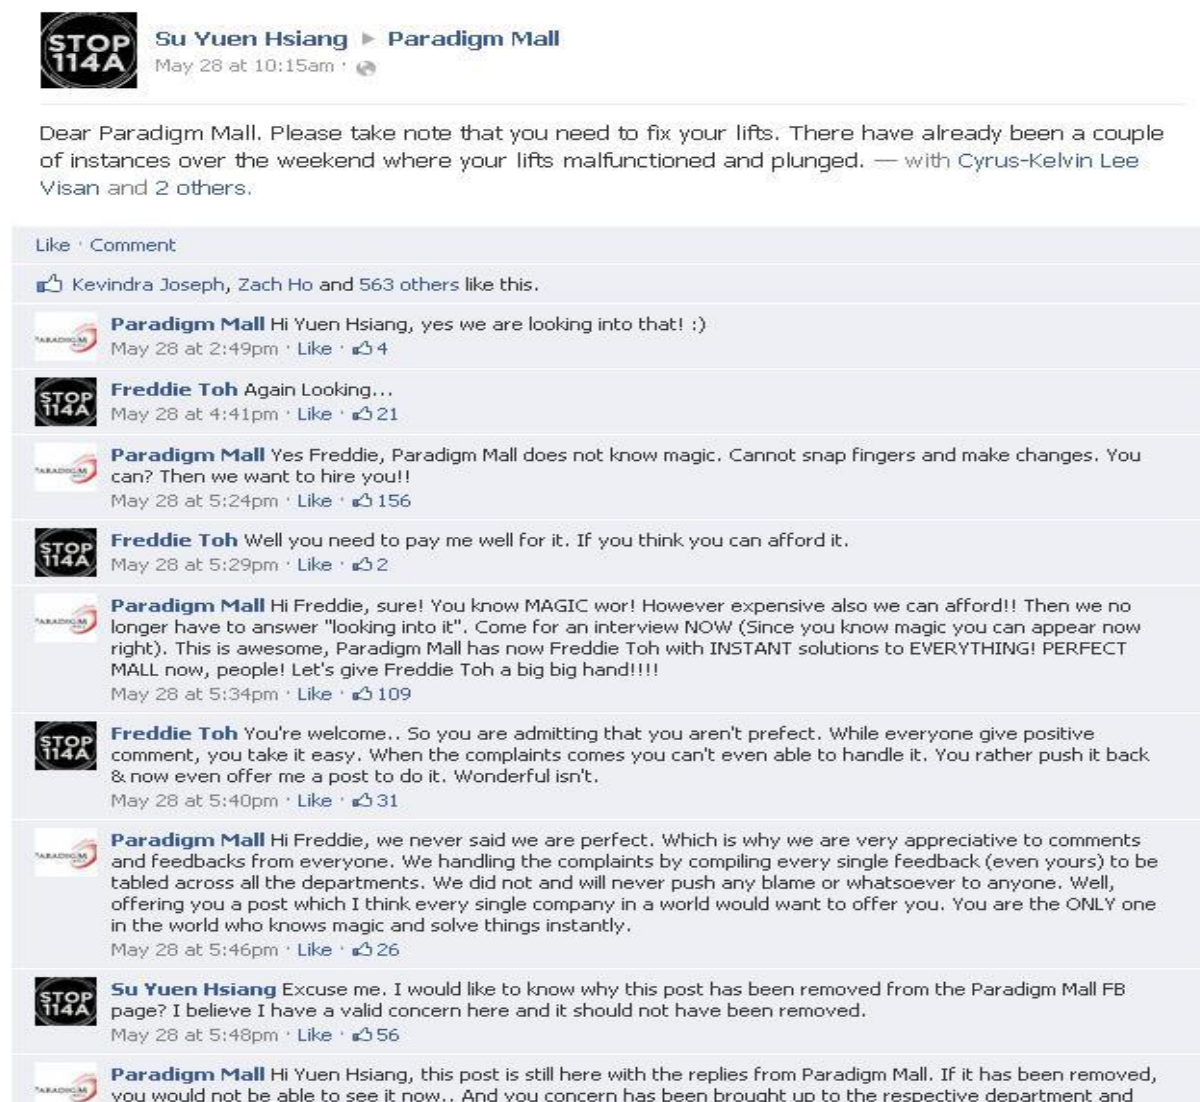 STOP
114A
Su Yuen Hsiang ▶ Paradigm Mall
May 28 at 10:15am ·
Dear Paradigm Mall. Please take note that you need to fix your lifts. There have already been a couple
of instances over the weekend where your lifts malfunctioned and plunged. — with Cyrus-Kelvin Lee
Visan and 2 others.
Like · Comment
Kevindra Joseph, Zach Ho and 563 others like this.
PARADIGM
Paradigm Mall Hi Yuen Hsiang, yes we are looking into that! :)
May 28 at 2:49pm · Like · 4
STOP
114A
Freddie Toh Again Looking...
May 28 at 4:41pm · Like · 21
PARADIGM
Paradigm Mall Yes Freddie, Paradigm Mall does not know magic. Cannot snap fingers and make changes. You
can? Then we want to hire you!!
May 28 at 5:24pm · Like · 156
STOP
114A
Freddie Toh Well you need to pay me well for it. If you think you can afford it.
May 28 at 5:29pm · Like · 2
PARADIGM
Paradigm Mall Hi Freddie, sure! You know MAGIC wor! However expensive also we can afford!! Then we no
longer have to answer "looking into it". Come for an interview NOW (Since you know magic you can appear now
right). This is awesome, Paradigm Mall has now Freddie Toh with INSTANT solutions to EVERYTHING! PERFECT
MALL now, people! Let's give Freddie Toh a big big hand!!!!
May 28 at 5:34pm · Like · 109
STOP
114A
Freddie Toh You're welcome.. So you are admitting that you aren't prefect. While everyone give positive
comment, you take it easy. When the complaints comes you can't even able to handle it. You rather push it back
& now even offer me a post to do it. Wonderful isn't.
May 28 at 5:40pm · Like · 31
PARADIGM
Paradigm Mall Hi Freddie, we never said we are perfect. Which is why we are very appreciative to comments
and feedbacks from everyone. We handling the complaints by compiling every single feedback (even yours) to be
tabled across all the departments. We did not and will never push any blame or whatsoever to anyone. Well,
offering you a post which I think every single company in a world would want to offer you. You are the ONLY one
in the world who knows magic and solve things instantly.
May 28 at 5:46pm · Like · 26
STOP
114A
Su Yuen Hsiang Excuse me. I would like to know why this post has been removed from the Paradigm Mall FB
page? I believe I have a valid concern here and it should not have been removed.
May 28 at 5:48pm · Like · 56
PARADIGM
Paradigm Mall Hi Yuen Hsiang, this post is still here with the replies from Paradigm Mall. If it has been removed,
you would not be able to see it now.. And you concern has been brought up to the respective department and